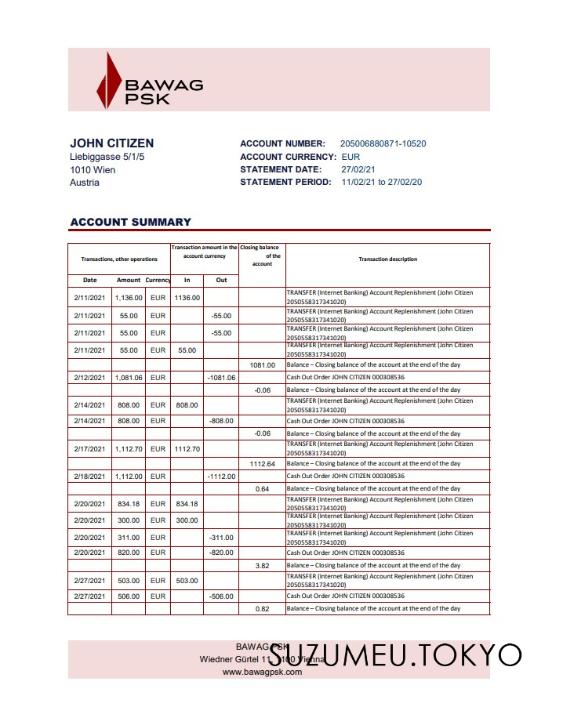 BAWAG
PSK
JOHN CITIZEN
Liebiggasse 5/1/5
1010 Wien
Austria
ACCOUNT NUMBER: 205006880871-10520
ACCOUNT CURRENCY: EUR
STATEMENT DATE: 27/02/21
STATEMENT PERIOD: 11/02/21 to 27/02/20
ACCOUNT SUMMARY
Transactions, other operations
Transaction amount in the account currency
Closing balance of the account
Transaction description
Date Amount Currency In Out
2/11/2021 1,136.00 EUR 1136.00 TRANSFER (Internet Banking) Account Replenishment (John Citizen
2050558317341020)
2/11/2021 55.00 EUR -55.00 TRANSFER (Internet Banking) Account Replenishment (John Citizen
2050558317341020)
2/11/2021 55.00 EUR -55.00 TRANSFER (Internet Banking) Account Replenishment (John Citizen
2050558317341020)
2/11/2021 55.00 EUR 55.00 TRANSFER (Internet Banking) Account Replenishment (John Citizen
2050558317341020)
1081.00 Balance – Closing balance of the account at the end of the day
2/12/2021 1,081.06 EUR -1081.06 Cash Out Order JOHN CITIZEN 000308536
-0.06 Balance – Closing balance of the account at the end of the day
2/14/2021 808.00 EUR 808.00 TRANSFER (Internet Banking) Account Replenishment (John Citizen
2050558317341020)
2/14/2021 808.00 EUR -808.00 Cash Out Order JOHN CITIZEN 000308536
-0.06 Balance – Closing balance of the account at the end of the day
2/17/2021 1,112.70 EUR 1112.70 TRANSFER (Internet Banking) Account Replenishment (John Citizen
2050558317341020)
1112.64 Balance – Closing balance of the account at the end of the day
2/18/2021 1,112.00 EUR -1112.00 Cash Out Order JOHN CITIZEN 000308536
0.64 Balance – Closing balance of the account at the end of the day
2/20/2021 834.18 EUR 834.18 TRANSFER (Internet Banking) Account Replenishment (John Citizen
2050558317341020)
2/20/2021 300.00 EUR 300.00 TRANSFER (Internet Banking) Account Replenishment (John Citizen
2050558317341020)
2/20/2021 311.00 EUR -311.00 TRANSFER (Internet Banking) Account Replenishment (John Citizen
2050558317341020)
2/20/2021 820.00 EUR -820.00 Cash Out Order JOHN CITIZEN 000308536
3.82 Balance – Closing balance of the account at the end of the day
2/27/2021 503.00 EUR 503.00 TRANSFER (Internet Banking) Account Replenishment (John Citizen
2050558317341020)
2/27/2021 506.00 EUR -506.00 Cash Out Order JOHN CITIZEN 000308536
0.82 Balance – Closing balance of the account at the end of the day
BAWAG PSK
Wiedner Gürtel 11, 1100 Vienna
www.bawagpsk.com
SUZUMEU.TOKYO